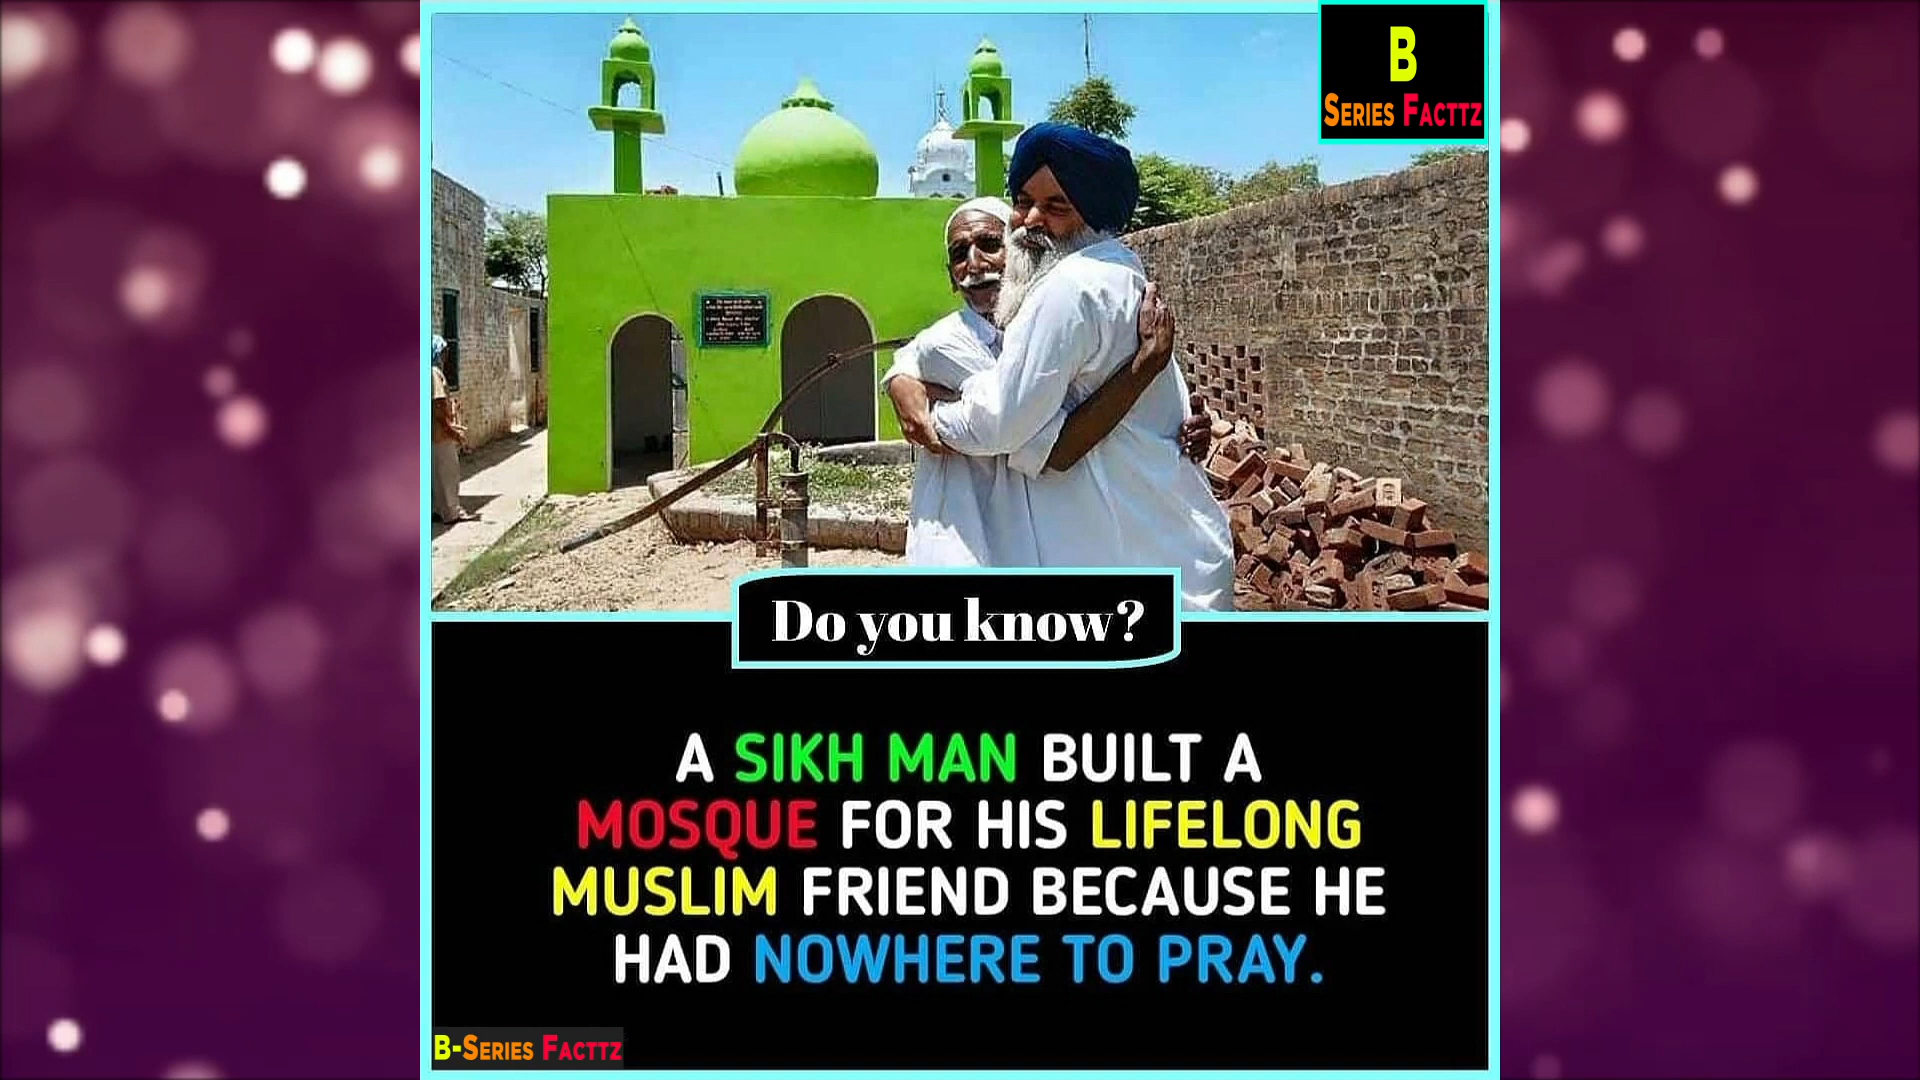 B
SERIES FACTTZ
Do you know?
A SIKH MAN BUILT A
MOSQUE FOR HIS LIFELONG
MUSLIM FRIEND BECAUSE HE
HAD NOWHERE TO PRAY.
B-SERIES FACTTZ